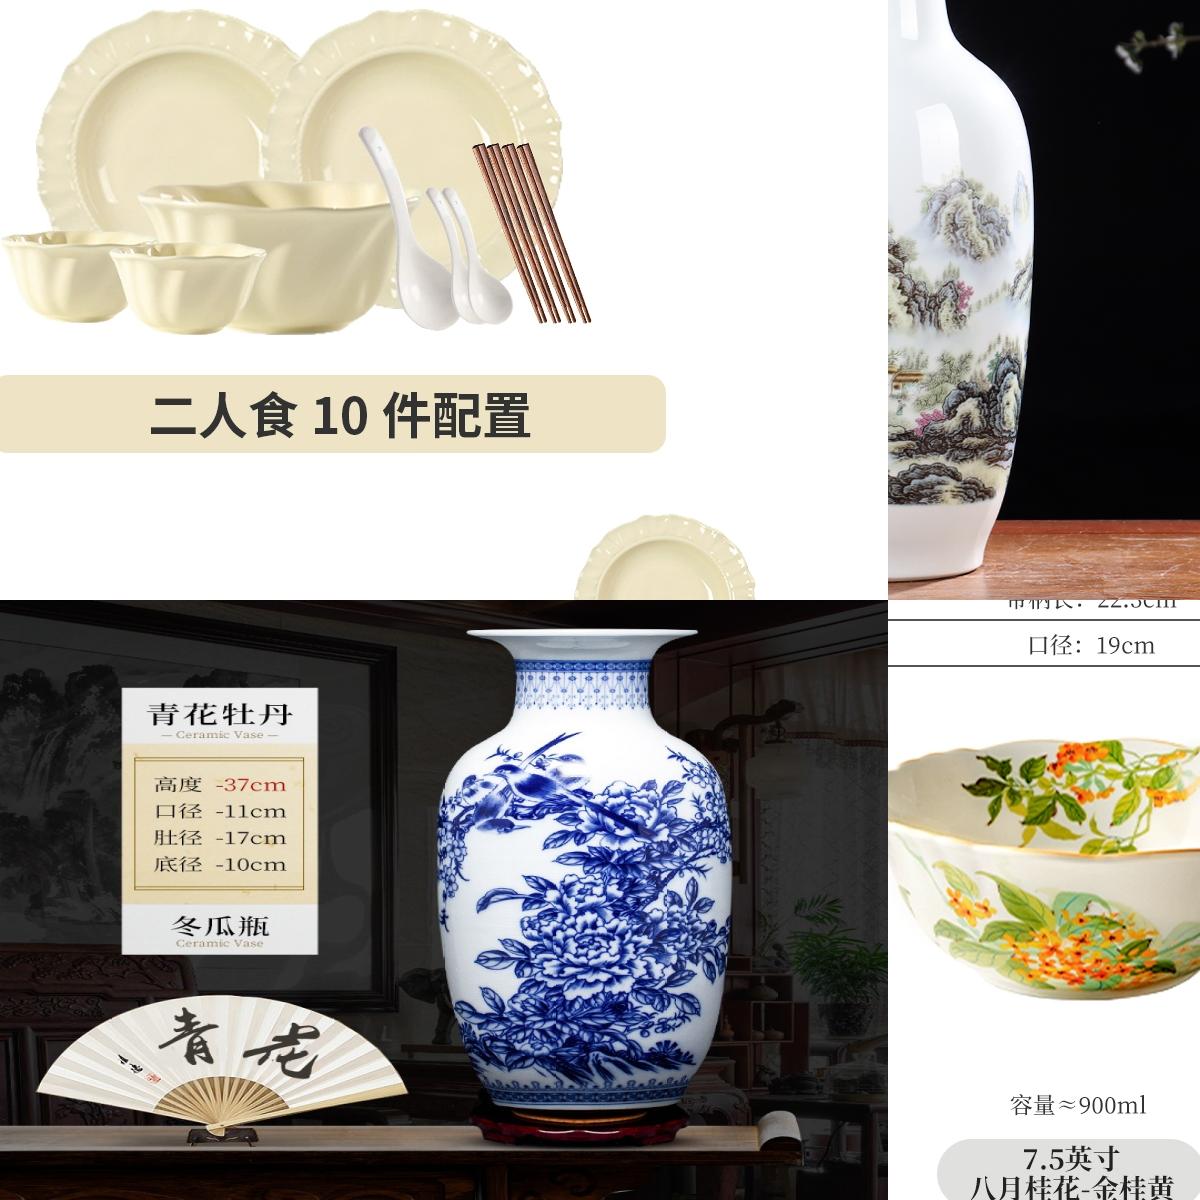 二人食 10 件配置
口径：19cm
青花牡丹
— Ceramic Vase —
高度 -37cm
口径 -11cm
肚径 -17cm
底径 -10cm
冬瓜瓶
Ceramic Vase
青花
容量≈900ml
7.5英寸
八月桂花-金桂黄